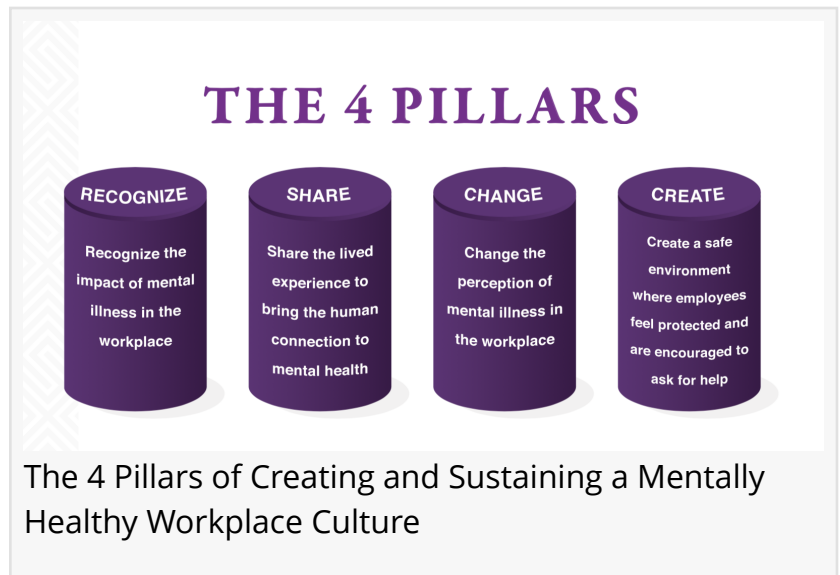 THE 4 PILLARS
RECOGNIZE
Recognize the
impact of mental
illness in the
workplace
SHARE
Share the lived
experience to
bring the human
connection to
mental health
CHANGE
Change the
perception of
mental illness in
the workplace
CREATE
Create a safe
environment
where employees
feel protected and
are encouraged to
ask for help
The 4 Pillars of Creating and Sustaining a Mentally
Healthy Workplace Culture